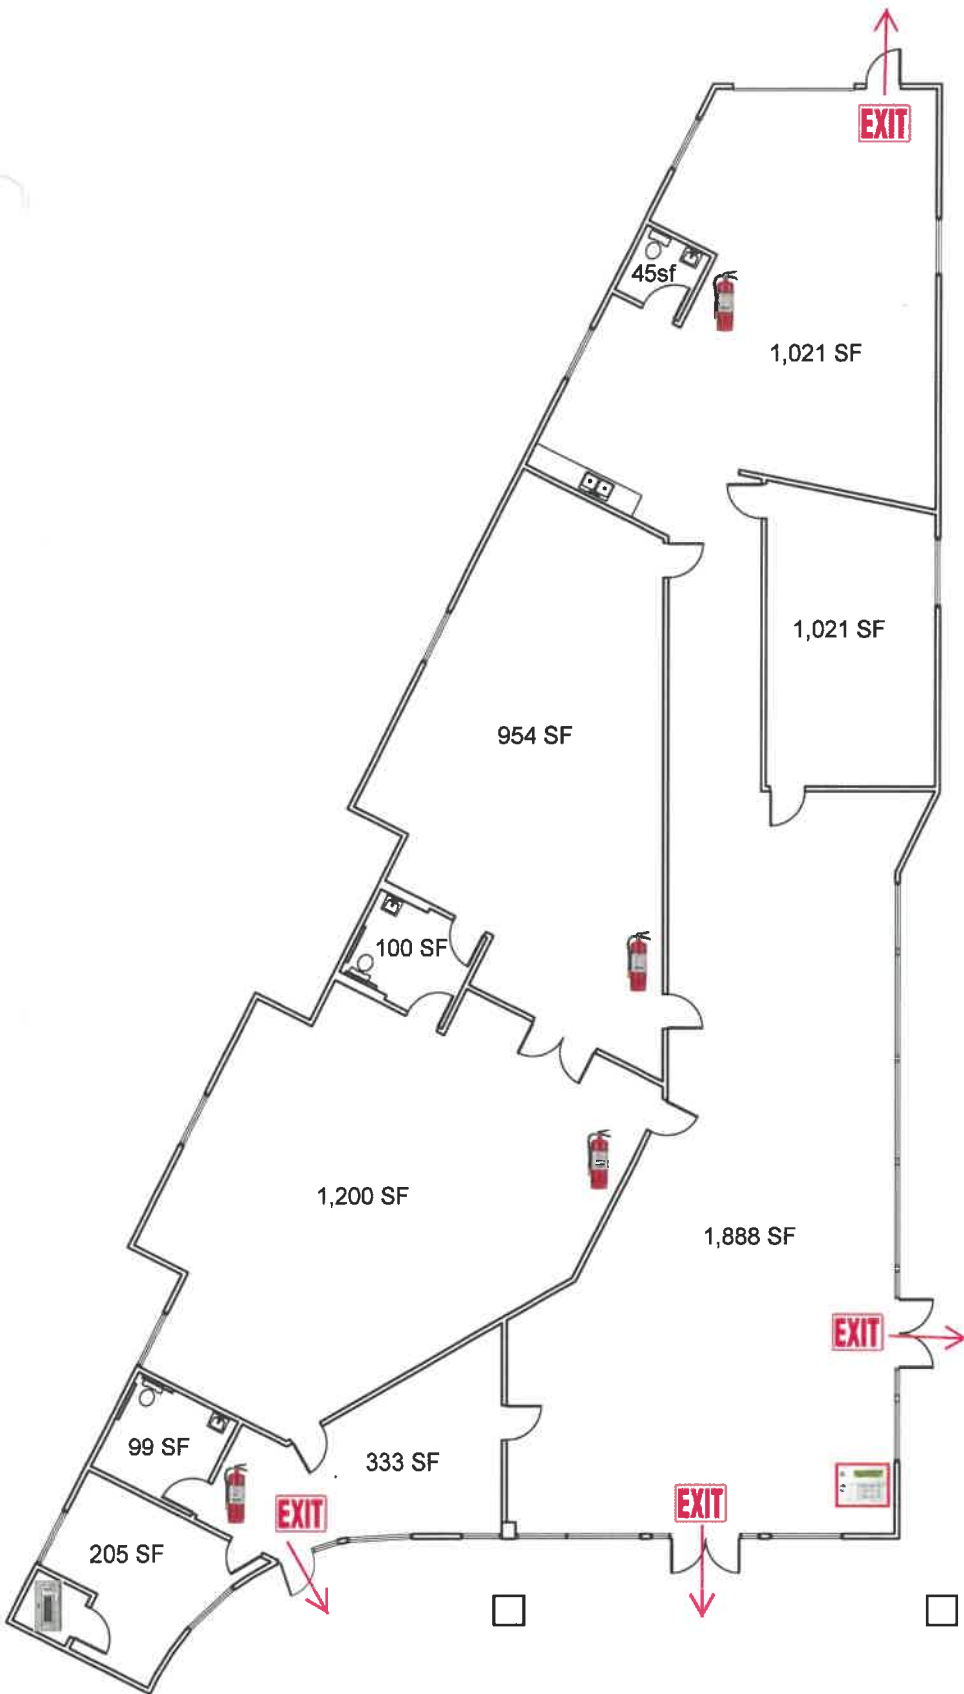 EXIT
45sf
1,021 SF
1,021 SF
954 SF
100 SF
1,200 SF
1,888 SF
EXIT
99 SF
333 SF
EXIT
EXIT
205 SF